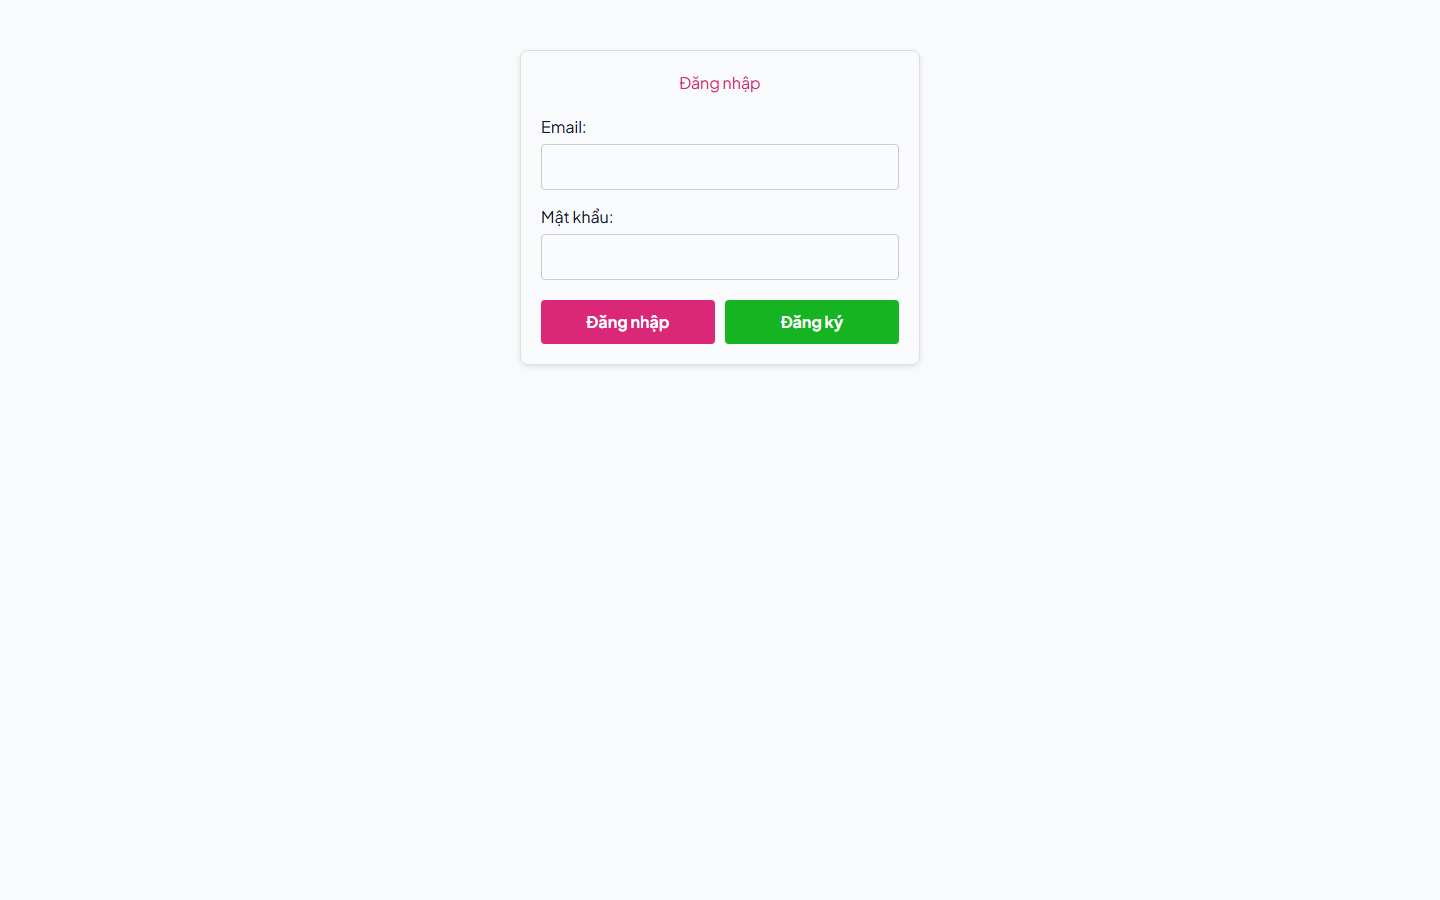 Đăng nhập
Email:
Mật khẩu:
Đăng nhập
Đăng ký